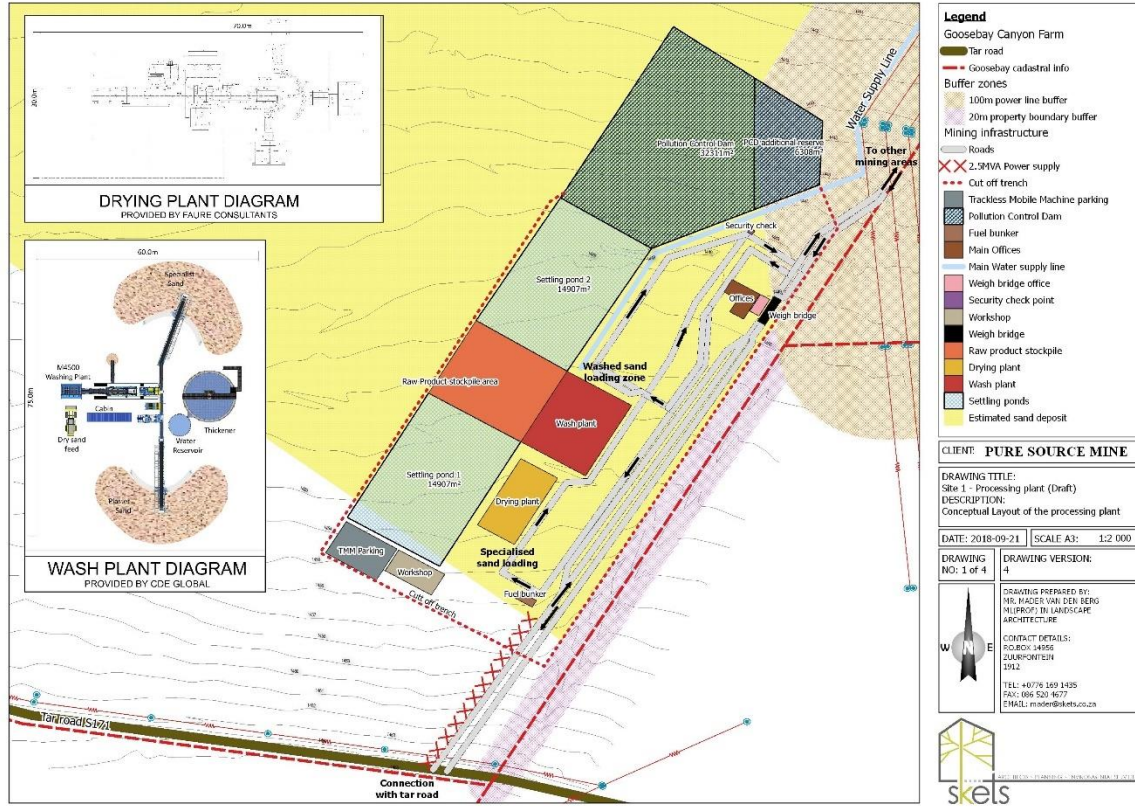 70.0m
30.0m
DRYING PLANT DIAGRAM
PROVIDED BY FAURE CONSULTANTS
60.0m
75.0m
Specialist
Sand
M4500
Washing Plant
Cabin
Dry sand
feed
Water
Reservoir
Thickener
Plaster
Sand
WASH PLANT DIAGRAM
PROVIDED BY CDE GLOBAL
Pollution Control Dam
32311m²
PCD additional reserve
6308m²
Water Supply Line
To other
mining areas
Security check
Settling pond 2
14907m²
Offices
Weigh bridge
Washed sand
loading zone
Raw Product stockpile area
Wash plant
Settling pond 1
14907m²
Drying plant
Specialised
sand loading
TMM Parking
Workshop
Fuel bunker
Cutt off trench
Tar road S171
Connection
with tar road
Legend
Goosebay Canyon Farm
Tar road
Goosebay cadastral info
Buffer zones
100m power line buffer
20m property boundary buffer
Mining infrastructure
Roads
2.5MVA Power supply
Cut off trench
Trackless Mobile Machine parking
Pollution Control Dam
Fuel bunker
Main Offices
Main Water supply line
Weigh bridge office
Security check point
Workshop
Weigh bridge
Raw product stockpile
Drying plant
Wash plant
Settling ponds
Estimated sand deposit
CLIENT: PURE SOURCE MINE
DRAWING TITLE:
Site 1 - Processing plant (Draft)
DESCRIPTION:
Conceptual Layout of the processing plant
DATE: 2018-09-21 SCALE A3: 1:2 000
DRAWING
NO: 1 of 4
DRAWING VERSION:
4
W N E
DRAWING PREPARED BY:
MR. MADER VAN DEN BERG
ML(PROF) IN LANDSCAPE
ARCHITECTURE
CONTACT DETAILS:
P.O.BOX 14956
ZUURFONTEIN
1912
TEL: +0776 169 1435
FAX: 086 520 4677
EMAIL: mader@skets.co.za
skets